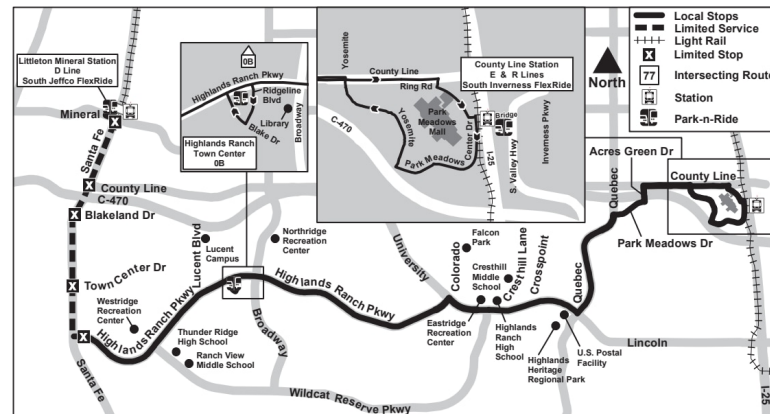 Littleton Mineral Station
D Line
South Jeffco FlexRide
Mineral
Santa Fe
County Line
C-470
Blakeland Dr
Town Center Dr
Westridge
Recreation
Center
Highlands Ranch Pkwy
Santa Fe
Thunder Ridge
High School
Ranch View
Middle School
Lucent Blvd
Lucent
Campus
Northridge
Recreation
Center
Broadway
Highlands Ranch Pkwy
Wildcat Reserve Pkwy
0B
Highlands Ranch Pkwy
Ridgeline
Blvd
Library
Blake Dr
Broadway
Highlands Ranch
Town Center
0B
Yosemite
County Line
Ring Rd
Yosemite
Park
Meadows
Mall
Center Dr
Park Meadows
C-470
I-25
Bridge
S. Valley Hwy
Inverness Pkwy
County Line Station
E & R Lines
South Inverness FlexRide
University
Colorado
Falcon
Park
Cresthill
Middle
School
Cresthill Lane
Crosspoint
Eastridge
Recreation
Center
Highlands
Ranch
High
School
Highlands
Heritage
Regional Park
U.S. Postal
Facility
Lincoln
Quebec
Quebec
Acres Green Dr
County Line
Park Meadows Dr
I-25
North
Local Stops
Limited Service
Light Rail
Limited Stop
77 Intersecting Route
Station
Park-n-Ride